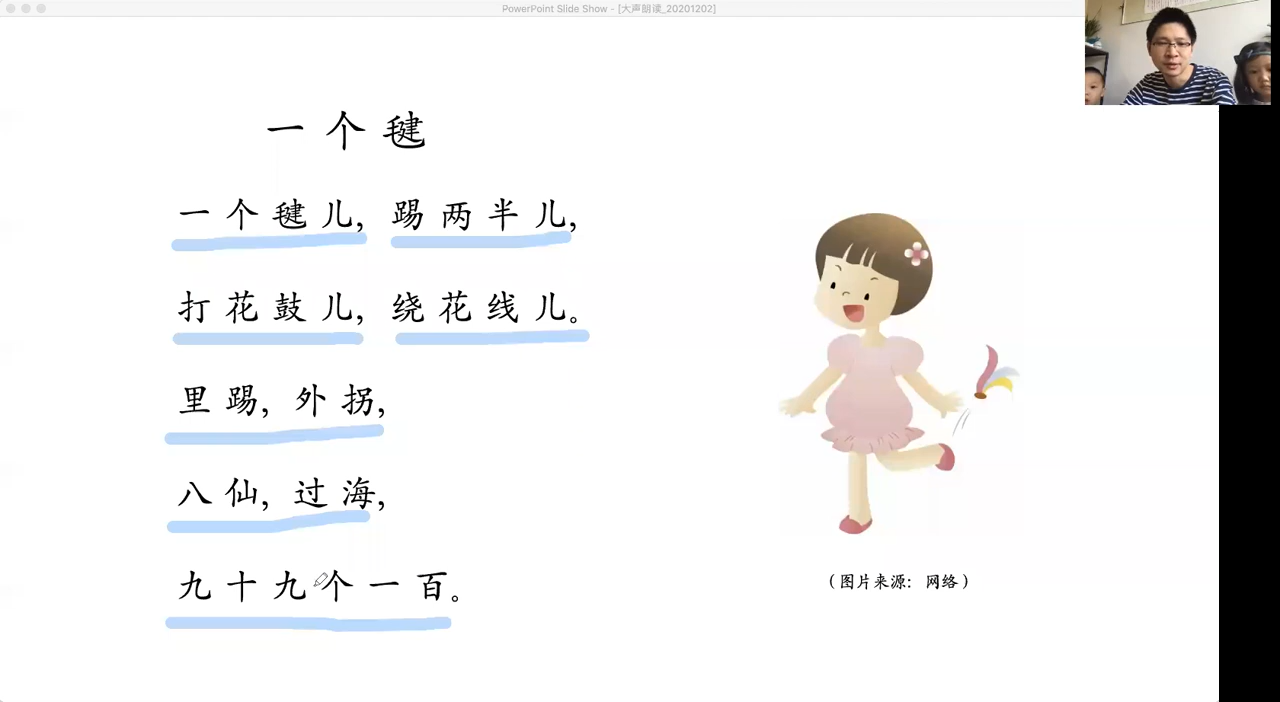 PowerPoint Slide Show - [大声朗读_20201202]
一个毽
一个毽儿,踢两半儿,
打花鼓儿,绕花线儿。
里踢,外拐,
八仙,过海,
九十九个一百。
(图片来源:网络)